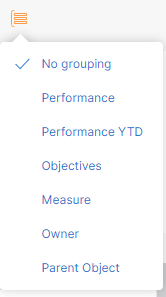 No grouping
Performance
Performance YTD
Objectives
Measure
Owner
Parent Object